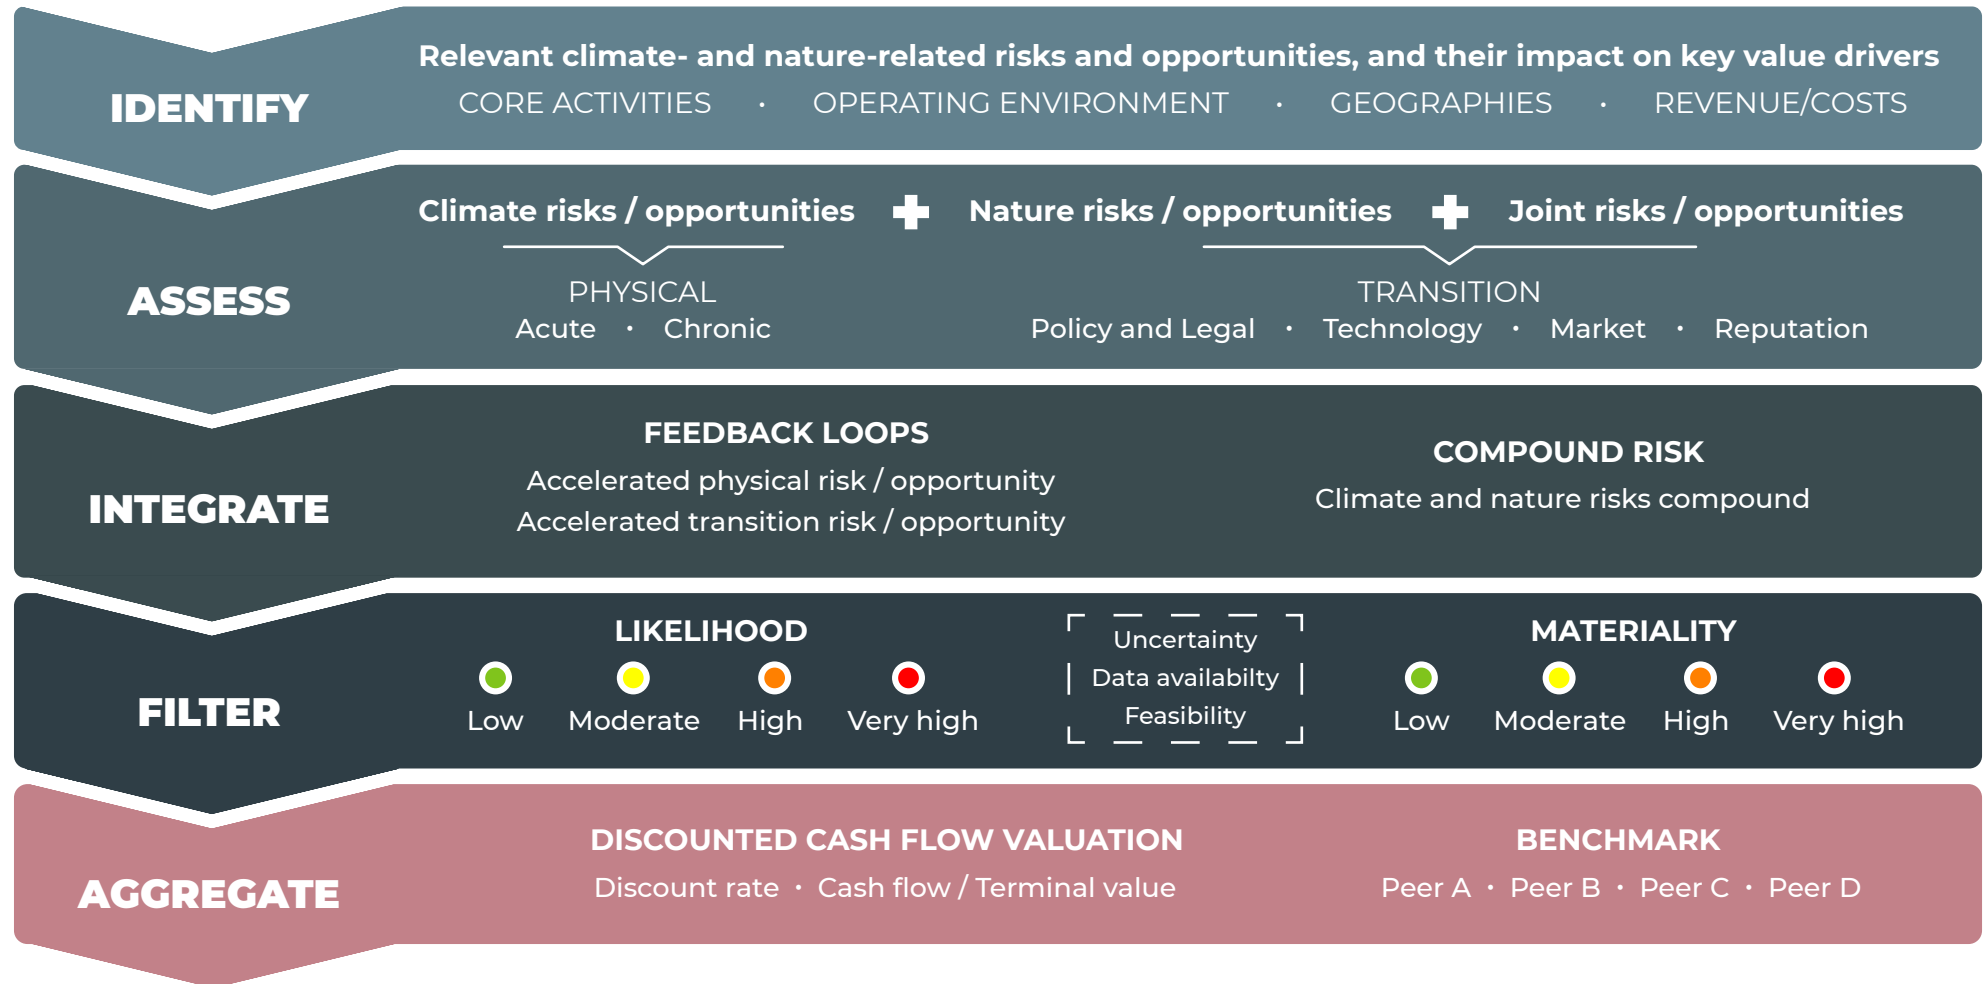 IDENTIFY
Relevant climate- and nature-related risks and opportunities, and their impact on key value drivers
CORE ACTIVITIES • OPERATING ENVIRONMENT • GEOGRAPHIES • REVENUE/COSTS
ASSESS
Climate risks / opportunities + Nature risks / opportunities + Joint risks / opportunities
PHYSICAL
Acute • Chronic
TRANSITION
Policy and Legal • Technology • Market • Reputation
INTEGRATE
FEEDBACK LOOPS
Accelerated physical risk / opportunity
Accelerated transition risk / opportunity
COMPOUND RISK
Climate and nature risks compound
FILTER
LIKELIHOOD
Low Moderate High Very high
Uncertainty
Data availabilty
Feasibility
MATERIALITY
Low Moderate High Very high
AGGREGATE
DISCOUNTED CASH FLOW VALUATION
Discount rate • Cash flow / Terminal value
BENCHMARK
Peer A • Peer B • Peer C • Peer D